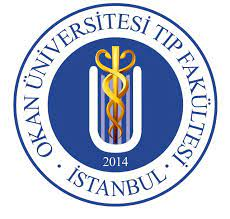 OKAN ÜNİVERSİTESİ TIP FAKÜLTESİ
2014
· İSTANBUL ·